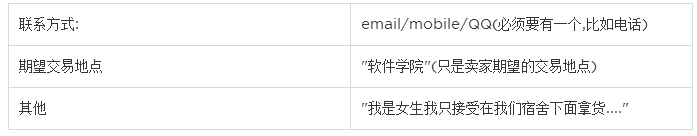 联系方式: email/mobile/QQ(必须要有一个,比如电话)
期望交易地点 "软件学院"(只是卖家期望的交易地点)
其他 "我是女生我只接受在我们宿舍下面拿货...."